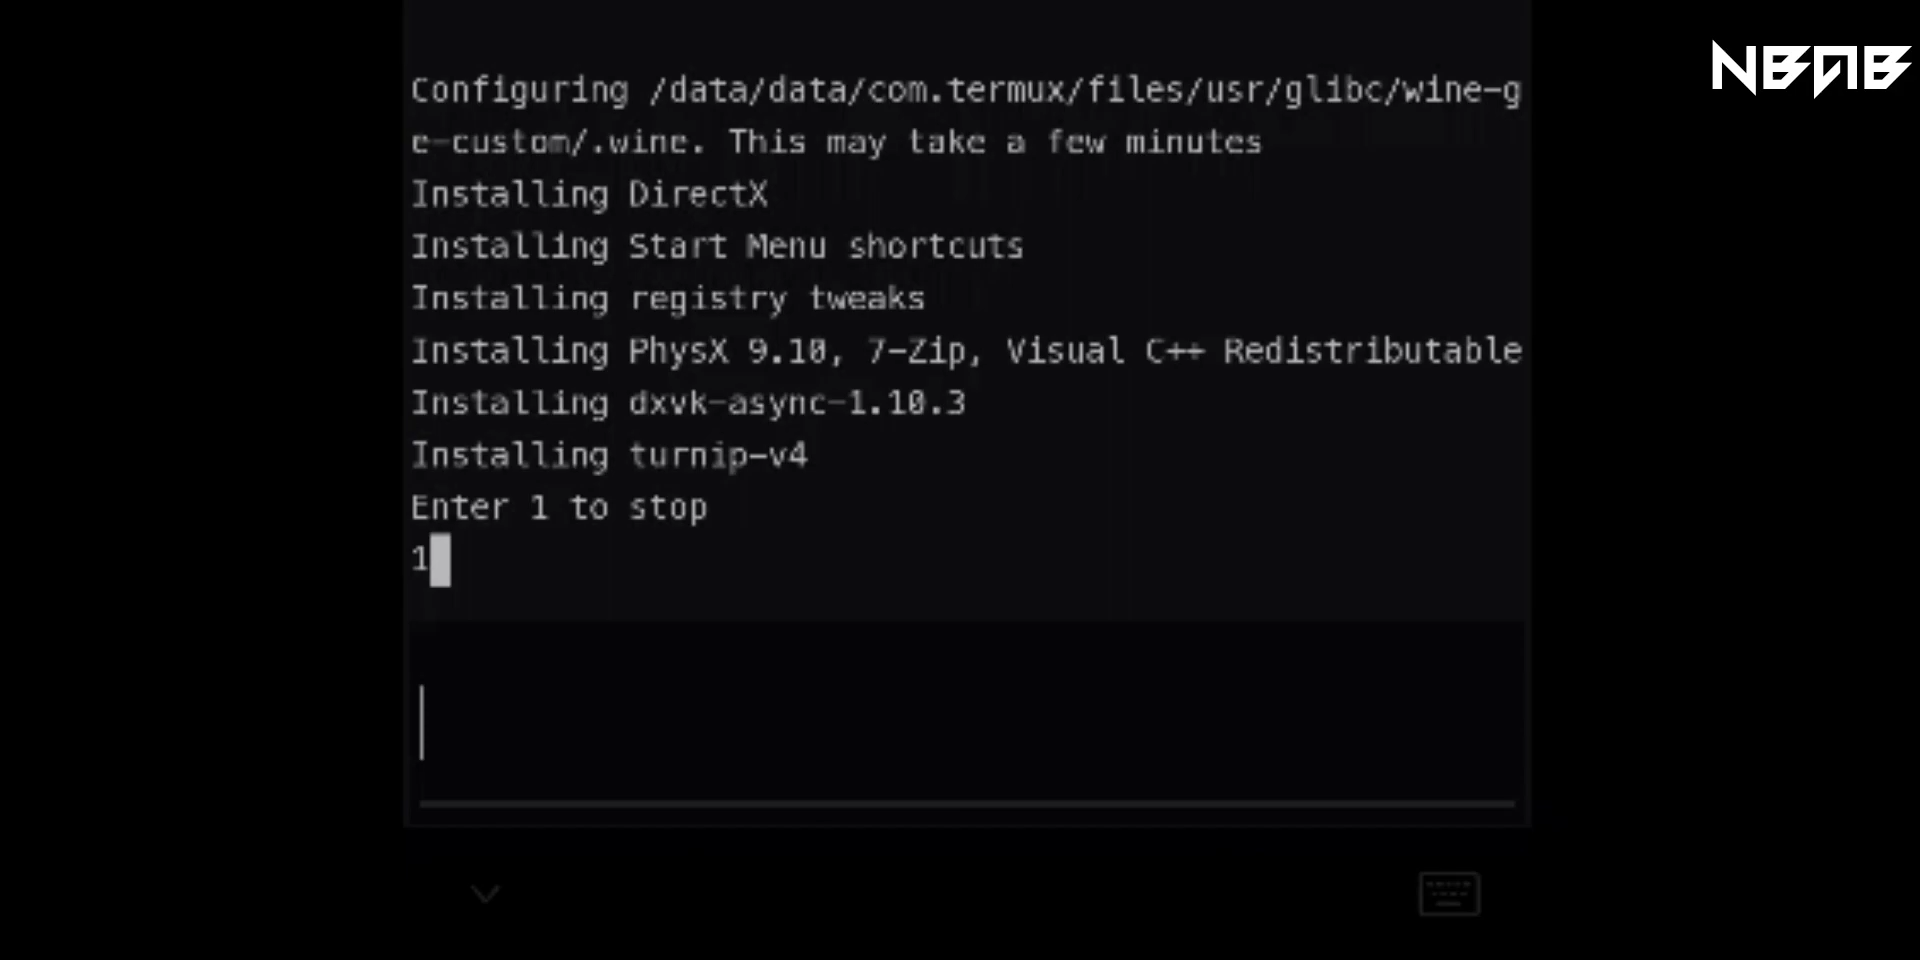 NBAB
Configuring /data/data/com.termux/files/usr/glibc/wine-g
e-custom/.wine. This may take a few minutes
Installing DirectX
Installing Start Menu shortcuts
Installing registry tweaks
Installing PhysX 9.10, 7-Zip, Visual C++ Redistributable
Installing dxvk-async-1.10.3
Installing turnip-v4
Enter 1 to stop
1